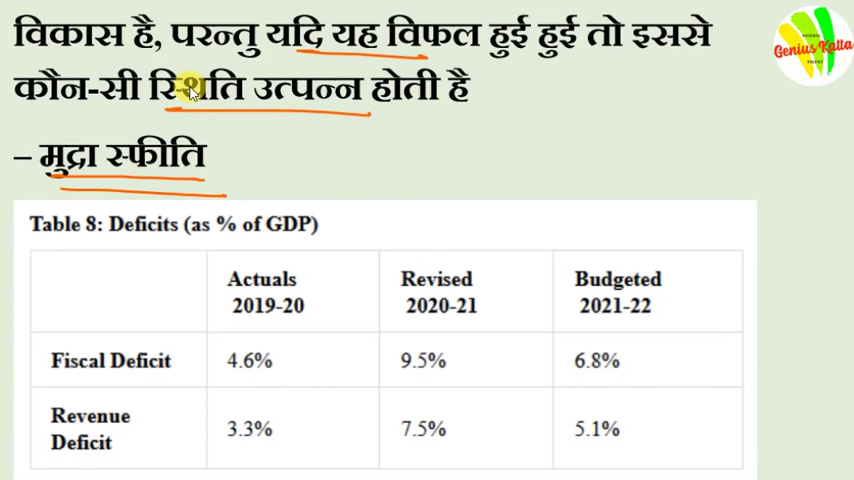 विकास है, परन्तु यदि यह विफल हुई हुई तो इससे
कौन-सी स्थिति उत्पन्न होती है
– मुद्रा स्फीति
Genius Katta
TALENT
Table 8: Deficits (as % of GDP)
Actuals 2019-20 Revised 2020-21 Budgeted 2021-22
Fiscal Deficit 4.6% 9.5% 6.8%
Revenue Deficit 3.3% 7.5% 5.1%